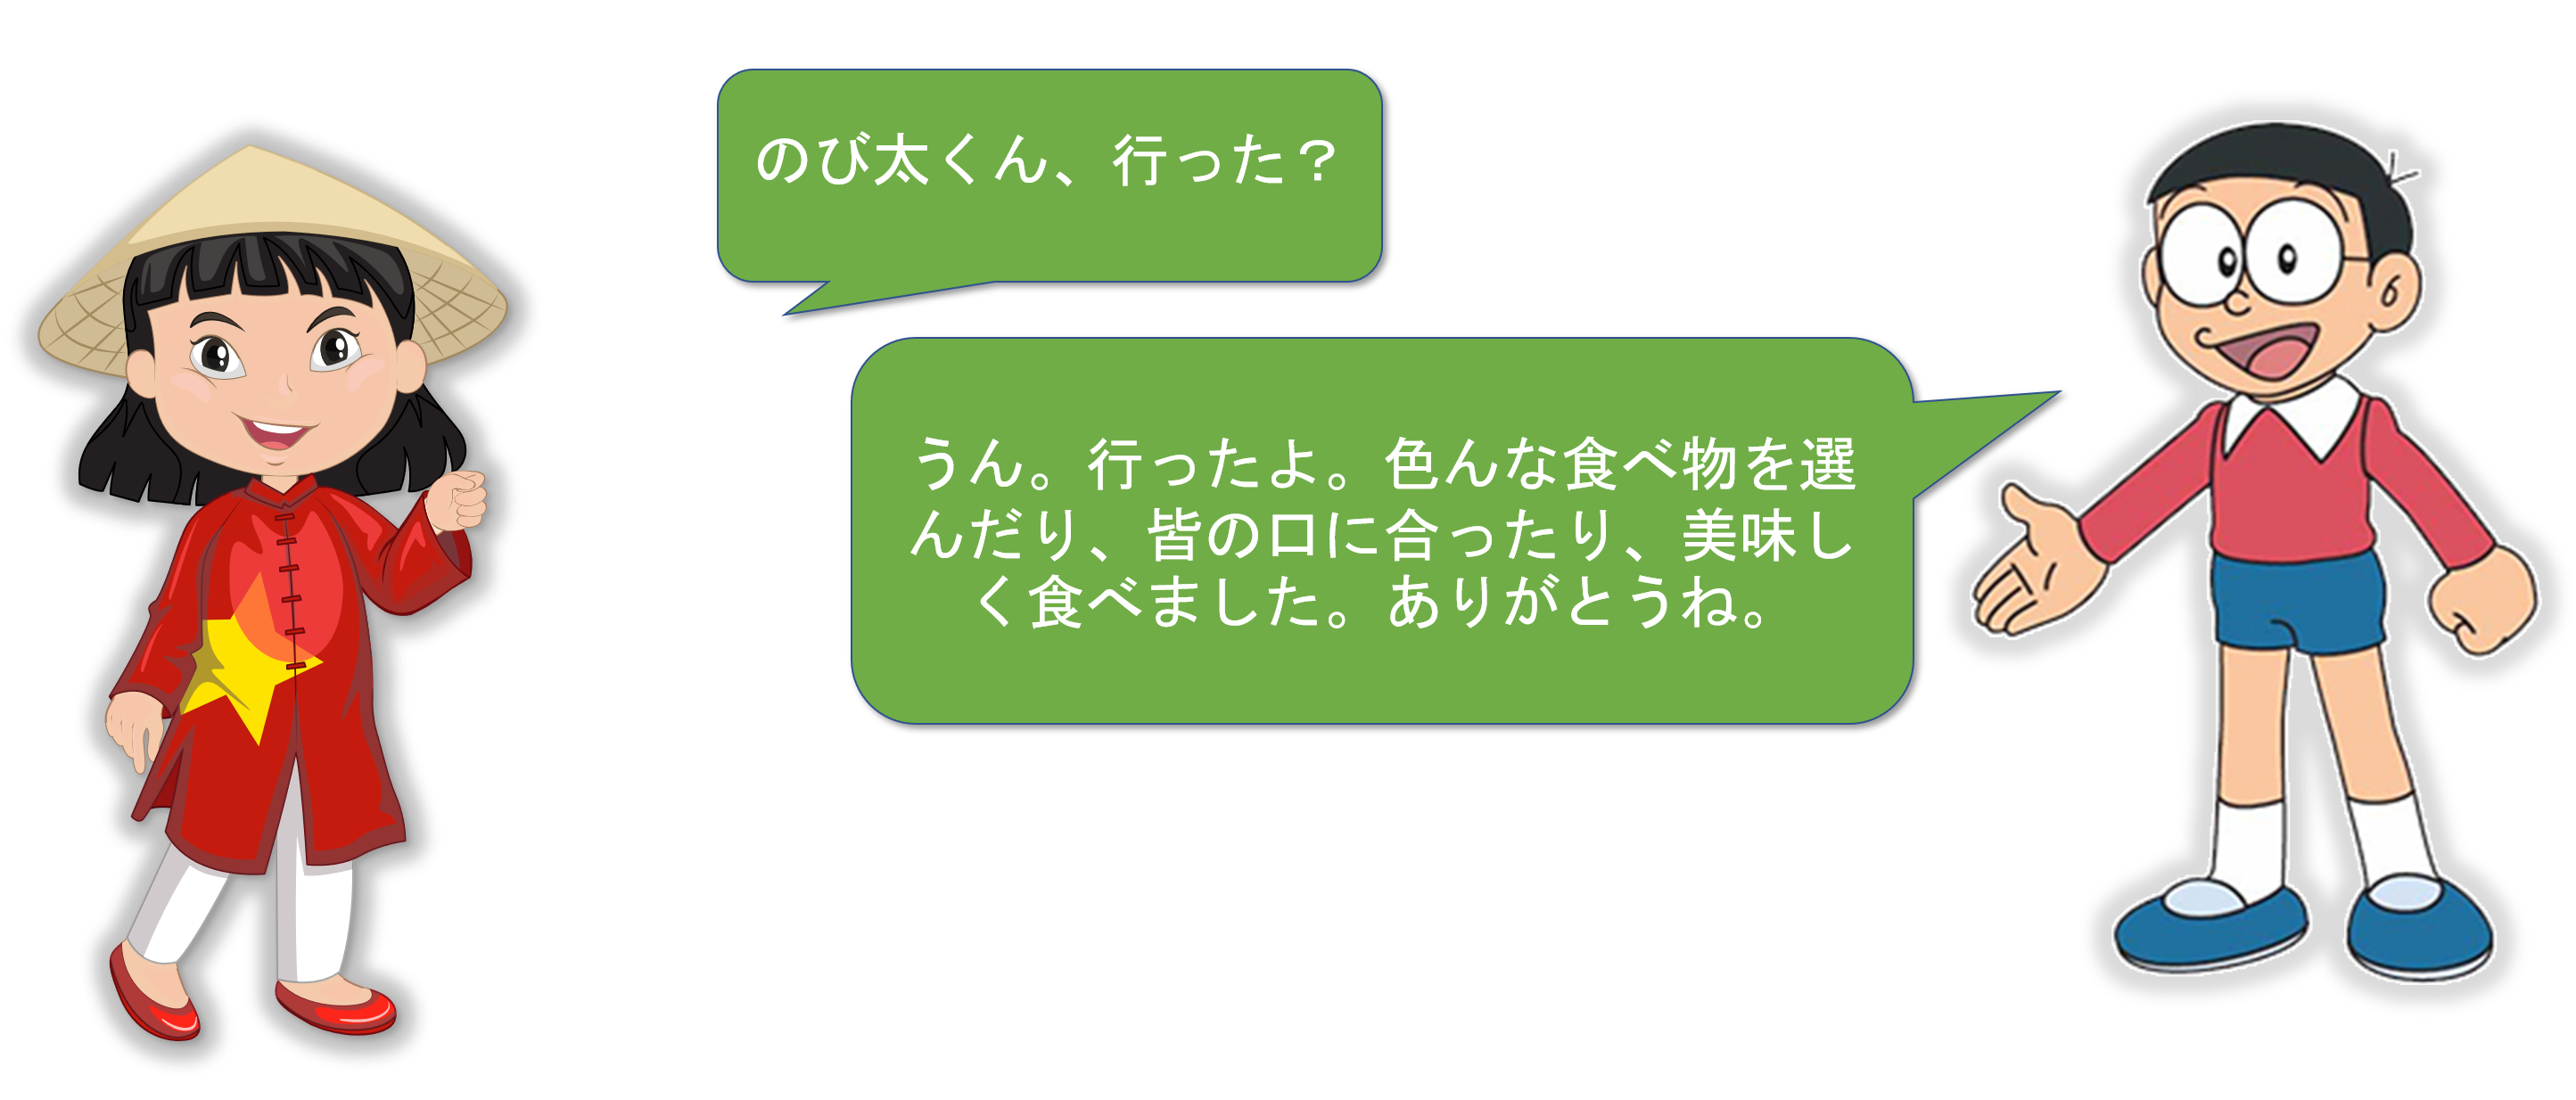 のび太くん、行った？
うん。行ったよ。色んな食べ物を選
んだり、皆の口に合ったり、美味し
く食べました。ありがとうね。